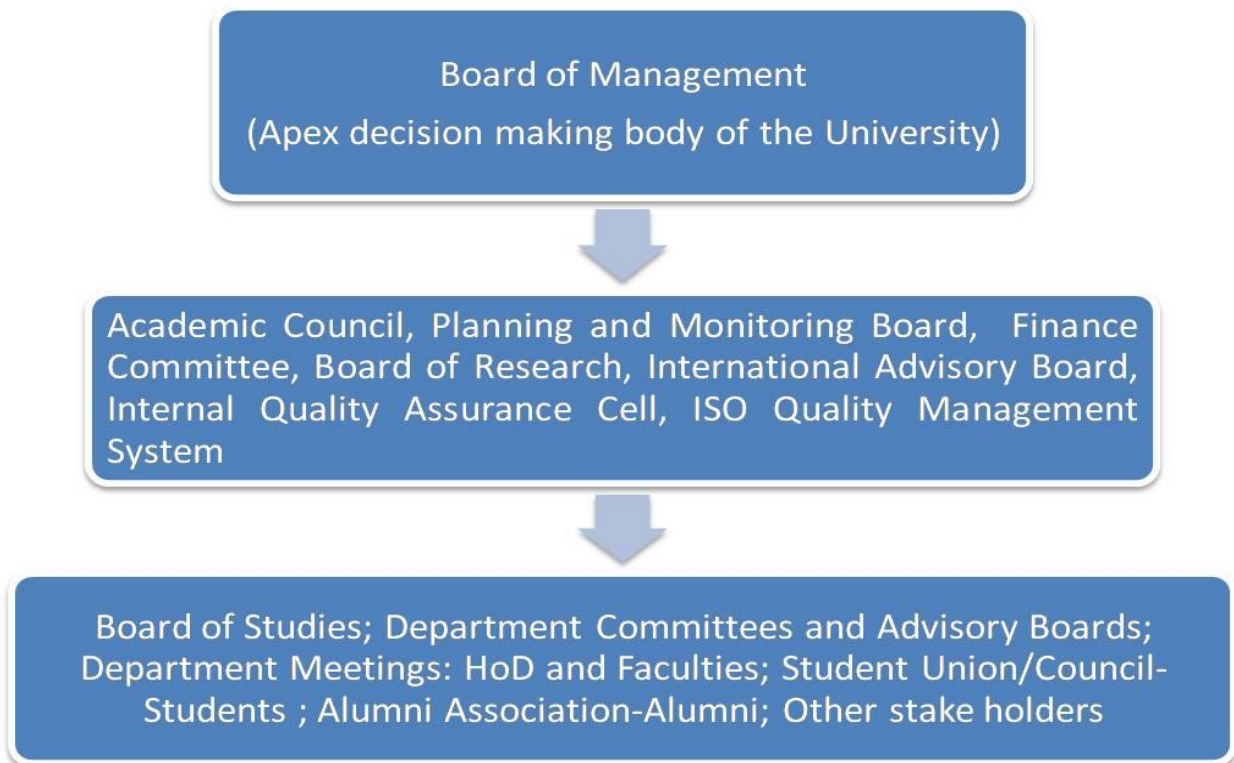 Board of Management
(Apex decision making body of the University)
Academic Council, Planning and Monitoring Board, Finance
Committee, Board of Research, International Advisory Board,
Internal Quality Assurance Cell, ISO Quality Management
System
Board of Studies; Department Committees and Advisory Boards;
Department Meetings: HoD and Faculties; Student Union/Council-
Students ; Alumni Association-Alumni; Other stake holders